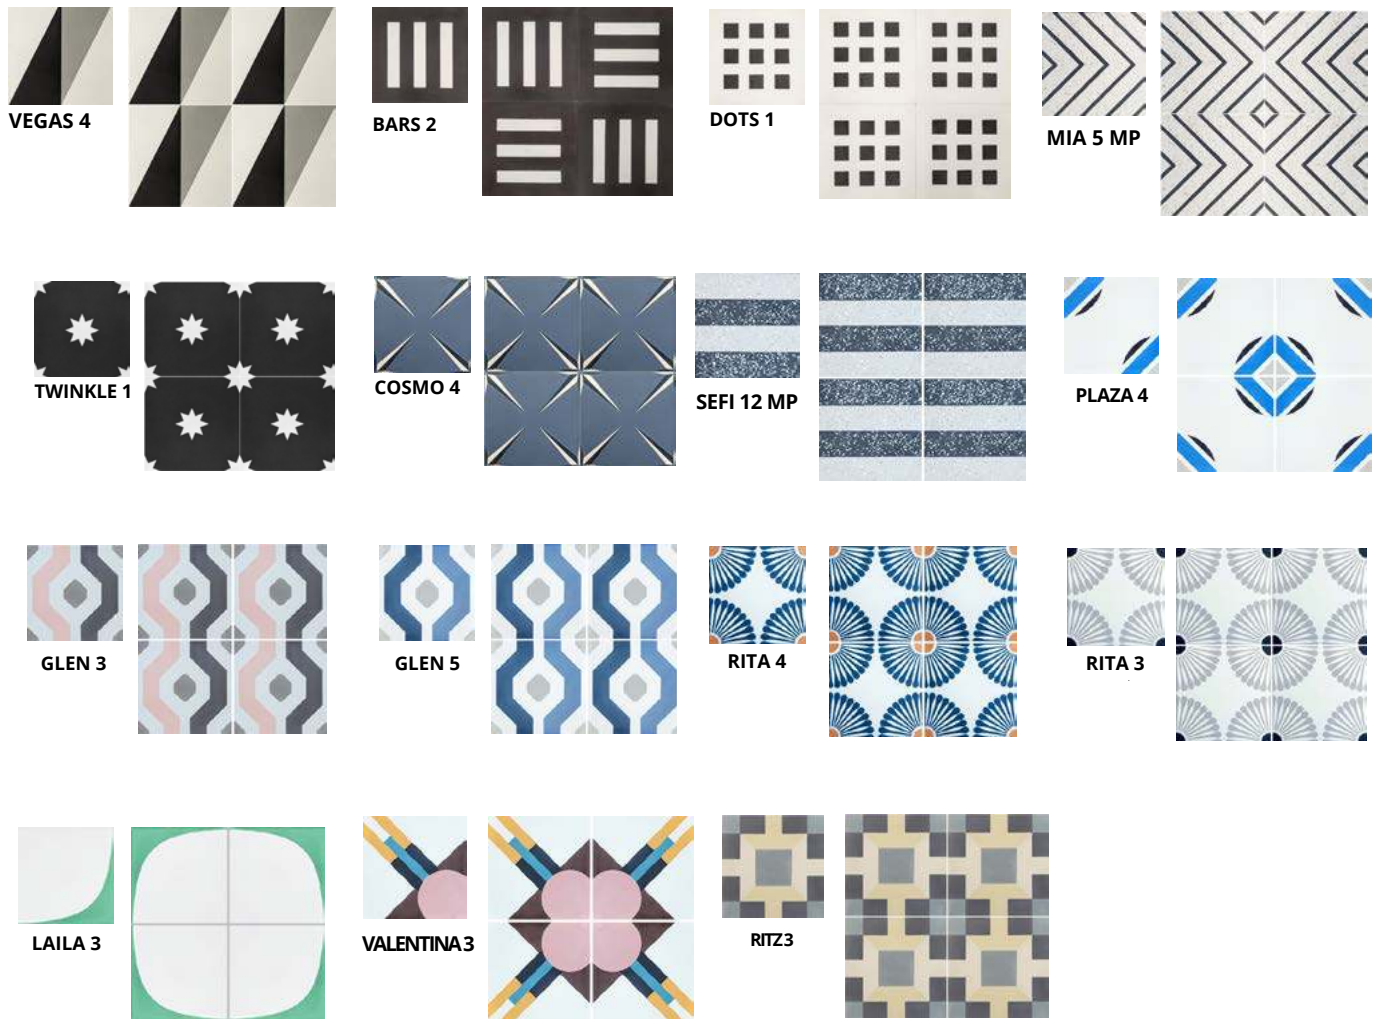 VEGAS 4
BARS 2
DOTS 1
MIA 5 MP
TWINKLE 1
COSMO 4
SEFI 12 MP
PLAZA 4
GLEN 3
GLEN 5
RITA 4
RITA 3
LAILA 3
VALENTINA 3
RITZ 3